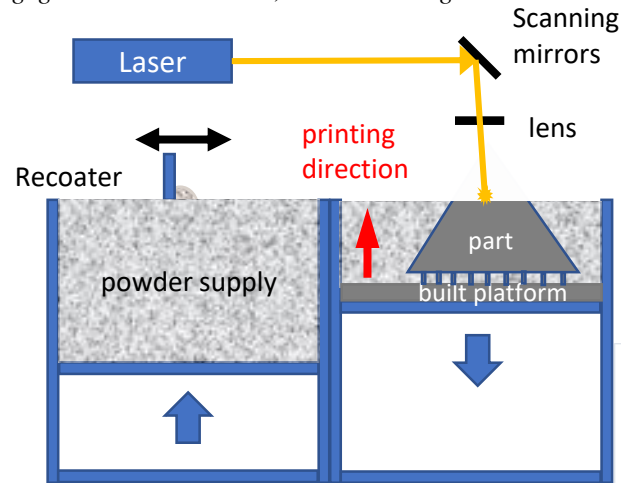 Scanning
mirrors
Laser
lens
printing
direction
Recoater
part
powder supply
built platform